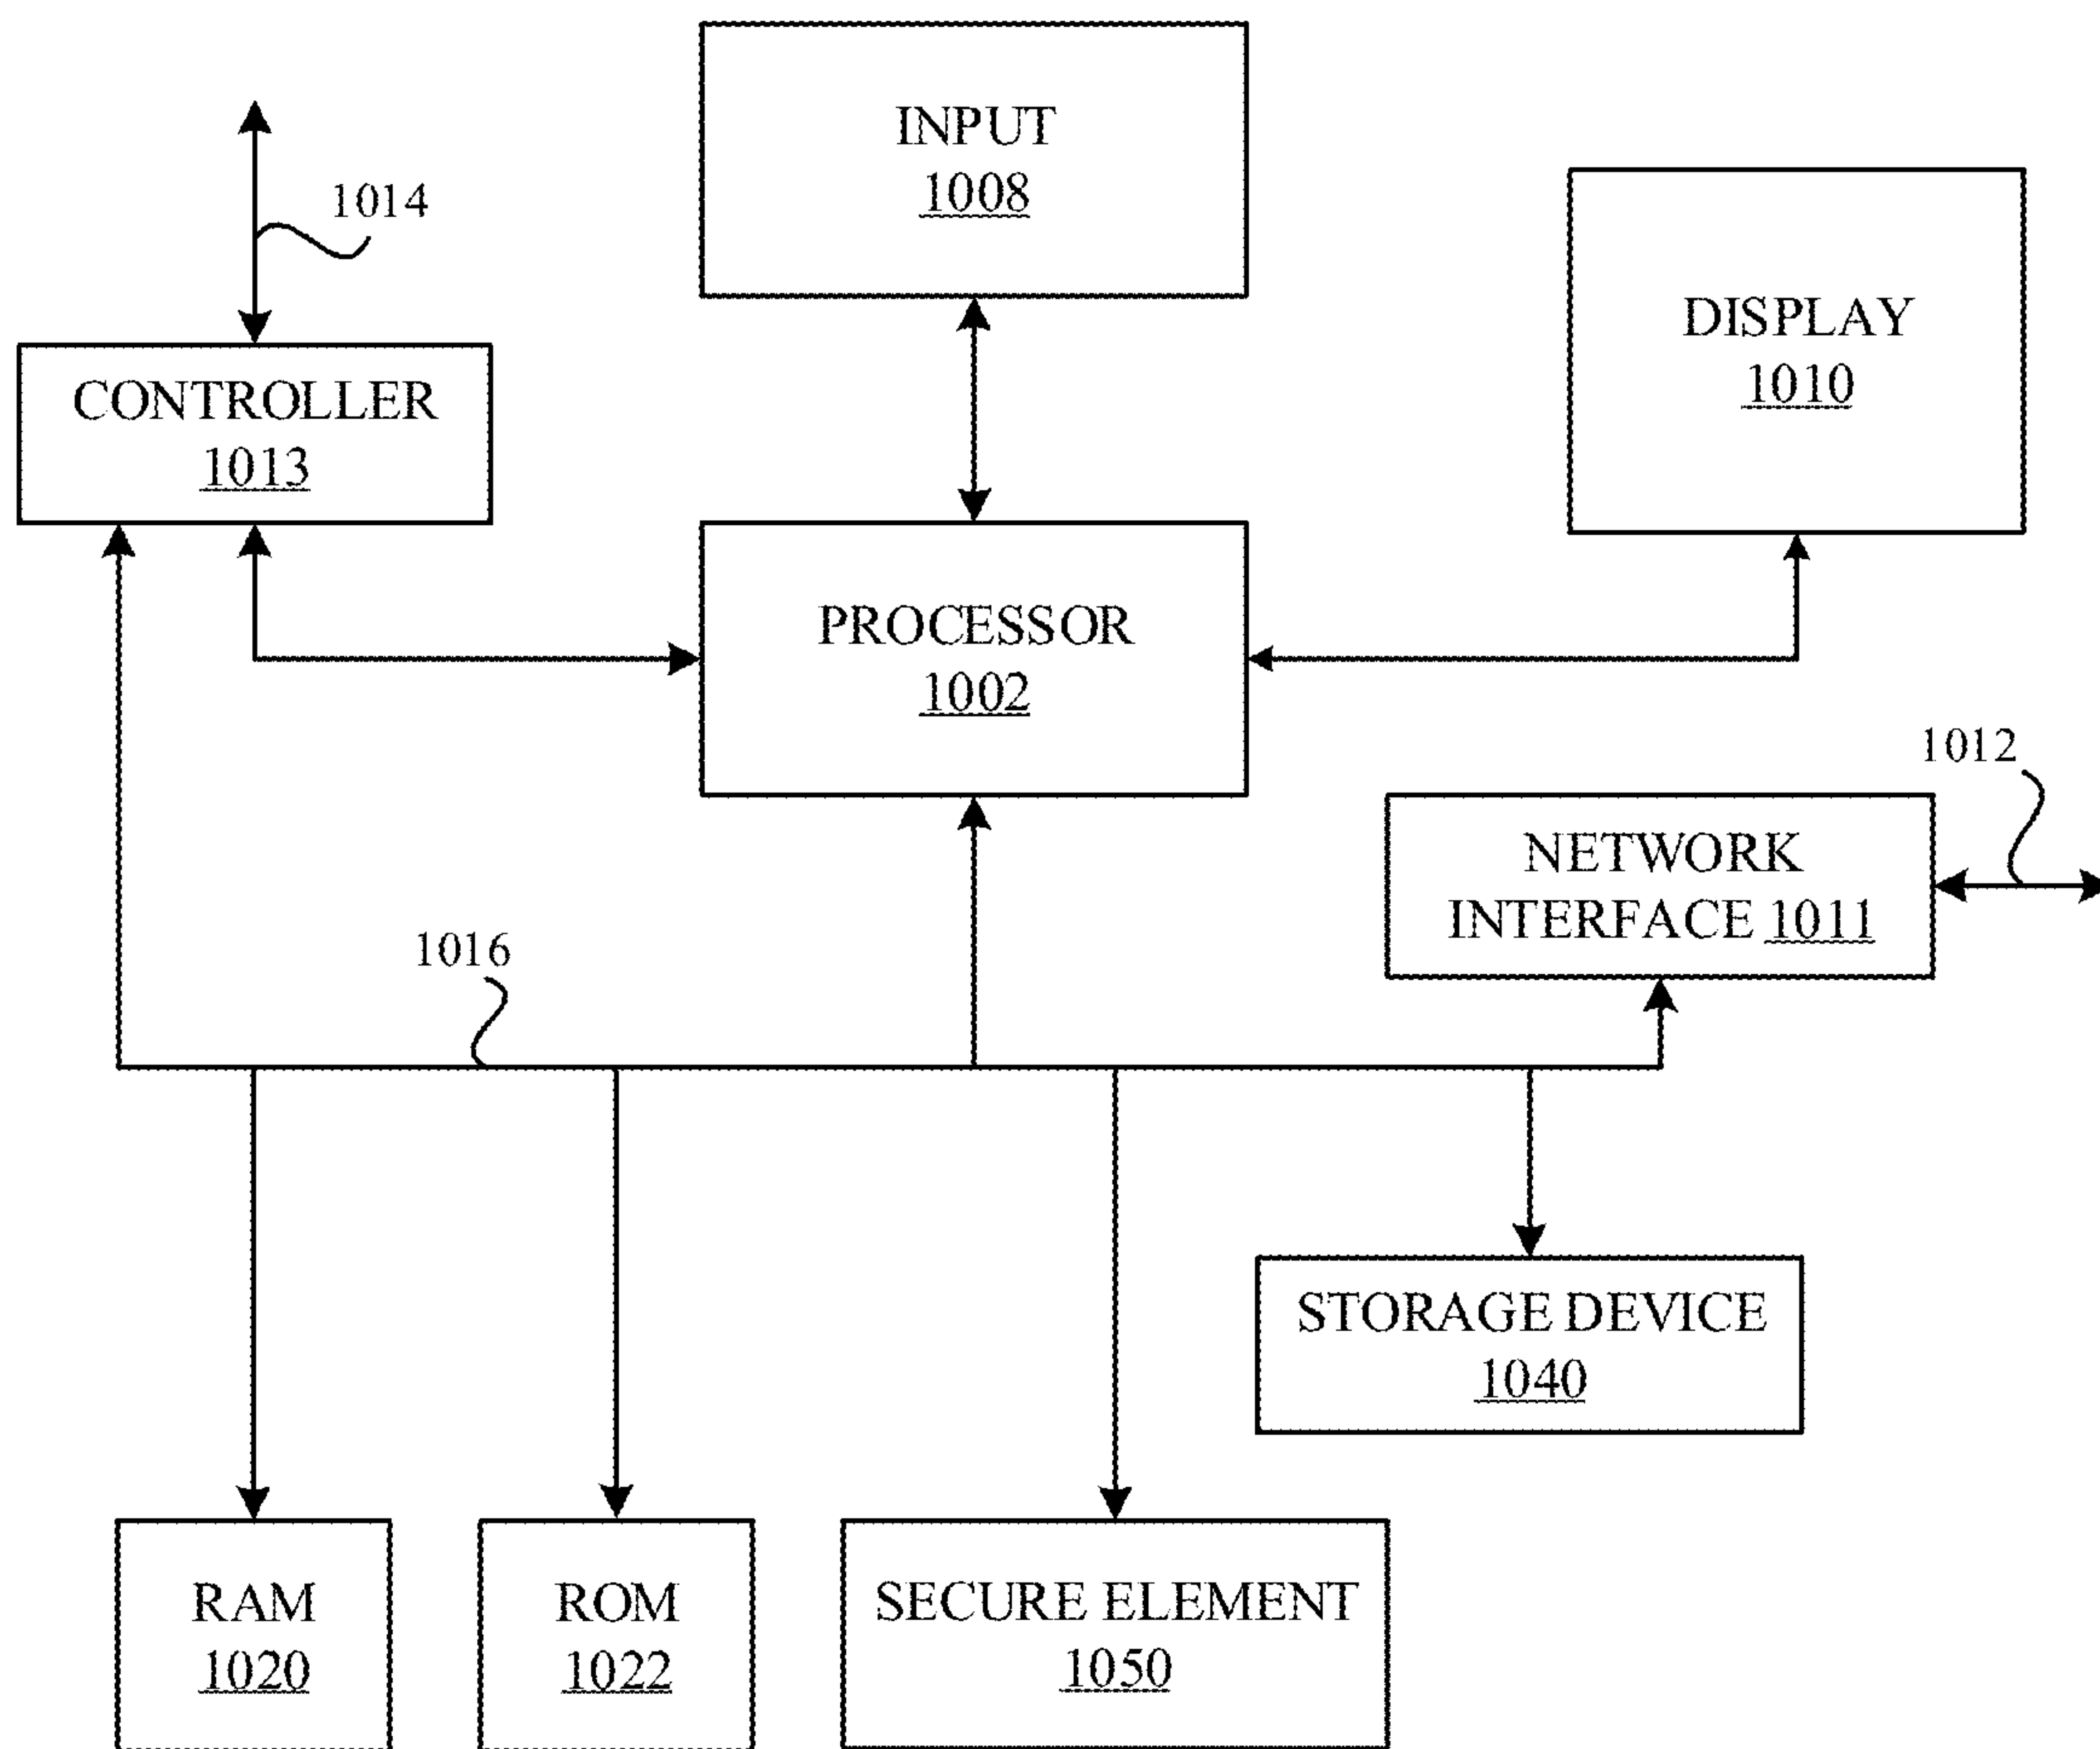 INPUT
1008
1014
DISPLAY
1010
CONTROLLER
1013
PROCESSOR
1002
1012
NETWORK
INTERFACE 1011
1016
STORAGE DEVICE
1040
RAM
1020
ROM
1022
SECURE ELEMENT
1050